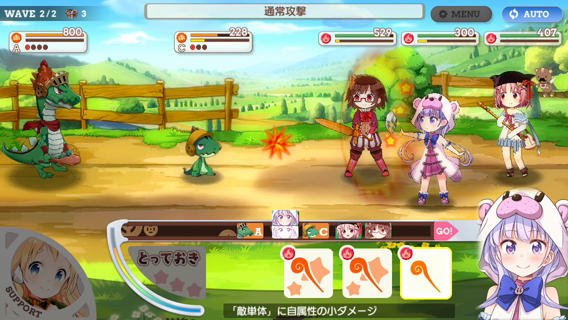 WAVE 2/2 3
通常攻撃
MENU
AUTO
800
A
228
C
529
300
407
A
C
GO!
とっておき
SUPPORT
「敵単体」に自属性の小ダメージ